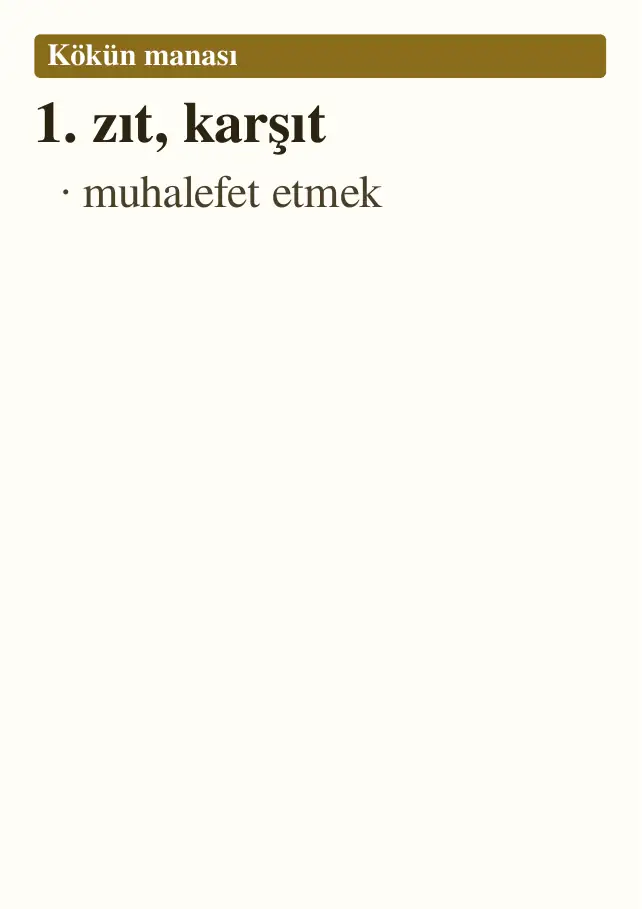 Kökün manası
1. zıt, karşıt
· muhalefet etmek